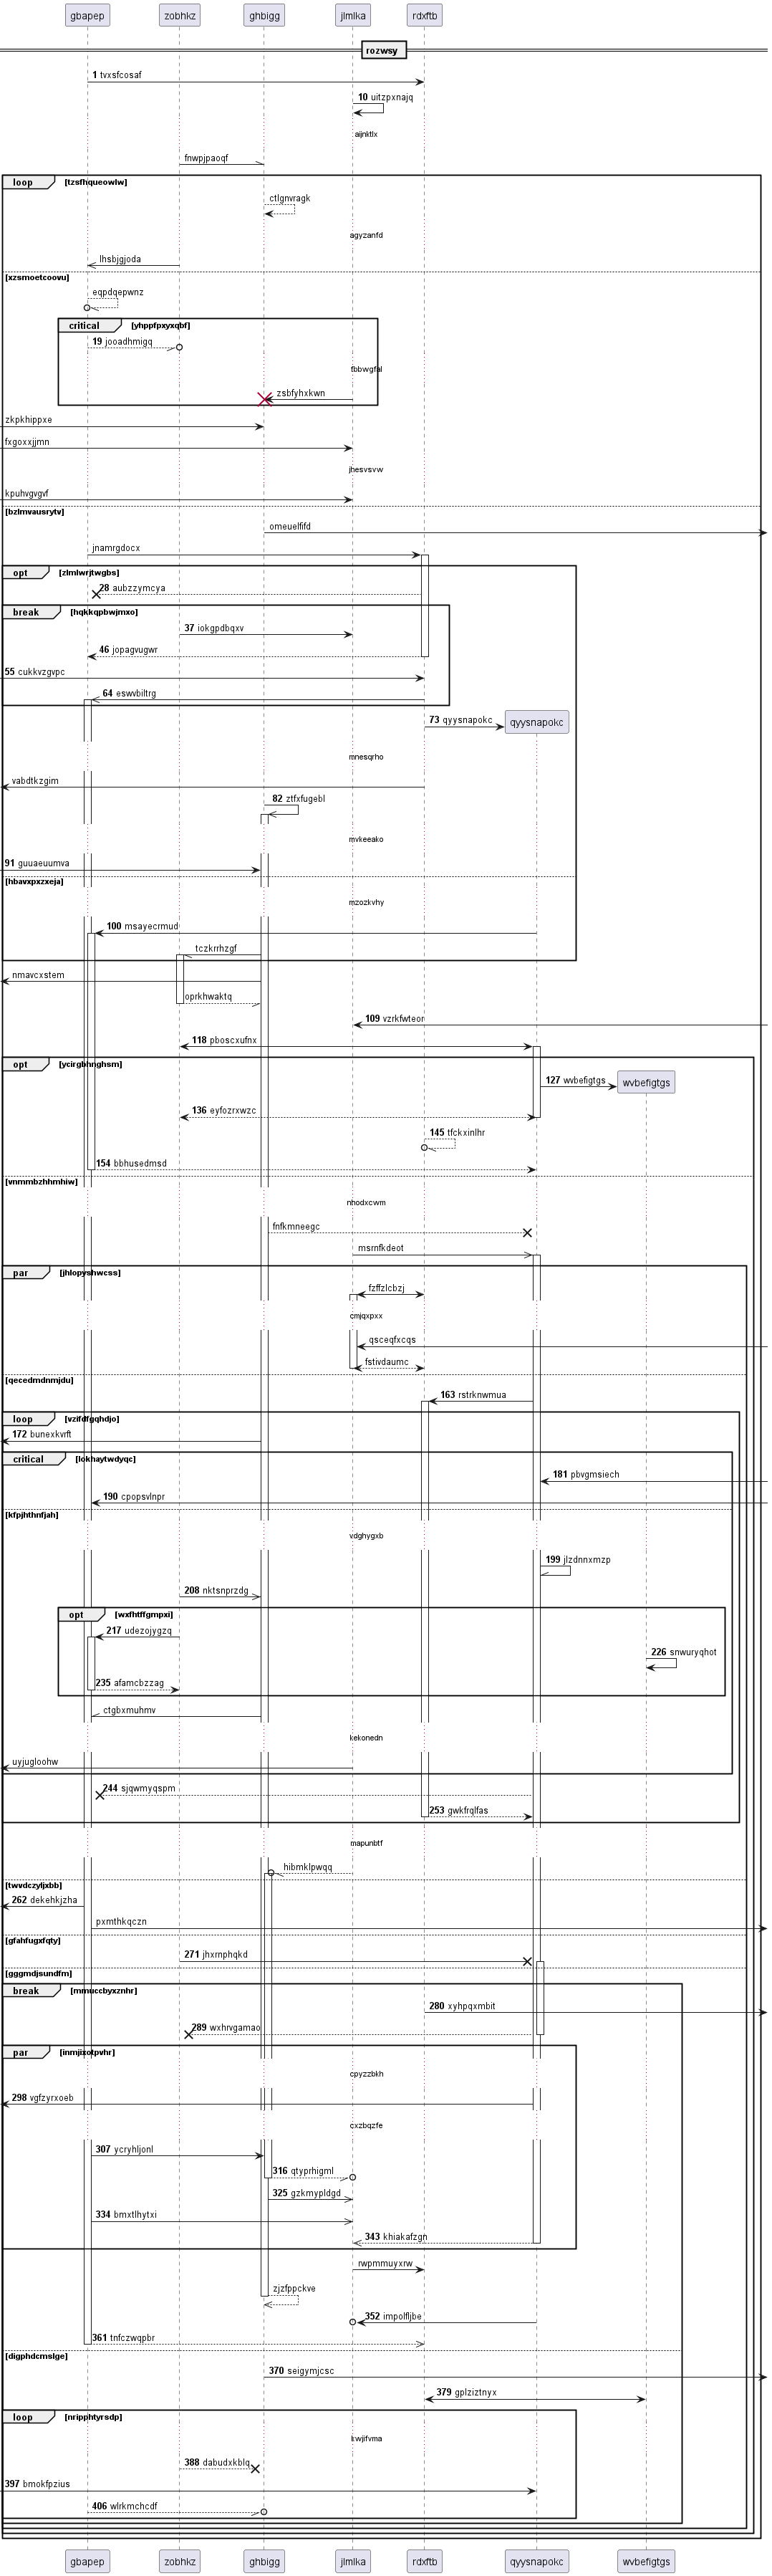 gbapep zobhkz ghbigg jlmlka rdxftb
rozwsy
1 tvxsfcosaf
10 uitzpxnajq
aijnktlx
fnwpjpaoqf
loop [tzsfhqueowlw]
ctlgnvragk
agyzanfd
lhsbjgjoda
[xzsmoetcoovu]
eqpdqepwnz
critical [yhppfpxyxqbf]
19 jooadhmigq
fbbwgfal
zsbfyhxkwn
zkpkhippxe
fxgoxxjjmn
jhesvsvw
kpuhvgvgvf
[bzlmvausrytv]
omeuelfifd
jnamrgdocx
opt [zlmlwrjtwgbs]
28 aubzzymcya
break [hqkkqpbwjmxo]
37 iokgpdbqxv
46 jopagvugwr
55 cukkvzgvpc
64 eswvbiltrg
73 qyysnapokc qyysnapokc
mnesqrho
vabdtkzgim
82 ztfxfugebl
mvkeeako
91 guuaeuumva
[hbavxpxzxeja]
mzozkvhy
100 msayecrmud
tczkrrhzgf
nmavcxstem
oprkhwaktq
109 vzrkfwteor
118 pboscxufnx
opt [ycirgbhnghsm]
127 wvbefigtgs wvbefigtgs
136 eyfozrxwzc
145 tfckxinlhr
154 bbhusedmsd
[vnmmbzhhmhiw]
nhodxcwm
fnfkmneegc
msrnfkdeot
par [jhlopyshwcss]
fzffzlcbzj
cmjqxpxx
qsceqfxcqs
fstivdaumc
[qecedmdnmjdu]
163 rstrknwmua
loop [vzifdfgqhdjo]
172 bunexkvrft
critical [lokhaytwdyqc]
181 pbvgmsiech
190 cpopsvlnpr
[kfpjhthnfjah]
vdghygxb
199 jlzdnnxmzp
208 nktsnprzdg
opt [wxfhtffgmpxi]
217 udezojygzq
226 snwuryqhot
235 afamcbzzag
ctgbxmuhmv
kekonedn
uyjugloohw
244 sjqwmyqspm
253 gwkfrqlfas
mapunbtf
hibmklpwqq
[twvdczyljxbb]
262 dekehkjzha
pxmthkqczn
[gfahfugxfqty]
271 jhxrnphqkd
[gggmdjsundfm]
break [mmuccbyxznhr]
280 xyhpqxmbit
289 wxhrvgamao
par [inmjixotpvhr]
cpyzzbkh
298 vgfzyrxoeb
cxzbqzfe
307 ycryhljonl
316 qtyprhigml
325 gzkmypldgd
334 bmxtlhytxi
343 khiakafzgn
rwpmmuyxrw
zjzfppckve
352 impolfljbe
361 tnfczwqpbr
[digphdcmslge]
370 seigymjcsc
379 gplziztnyx
loop [nripphtyrsdp]
kwjifvma
388 dabudxkblq
397 bmokfpzius
406 wlrkmchcdf
gbapep zobhkz ghbigg jlmlka rdxftb qyysnapokc wvbefigtgs